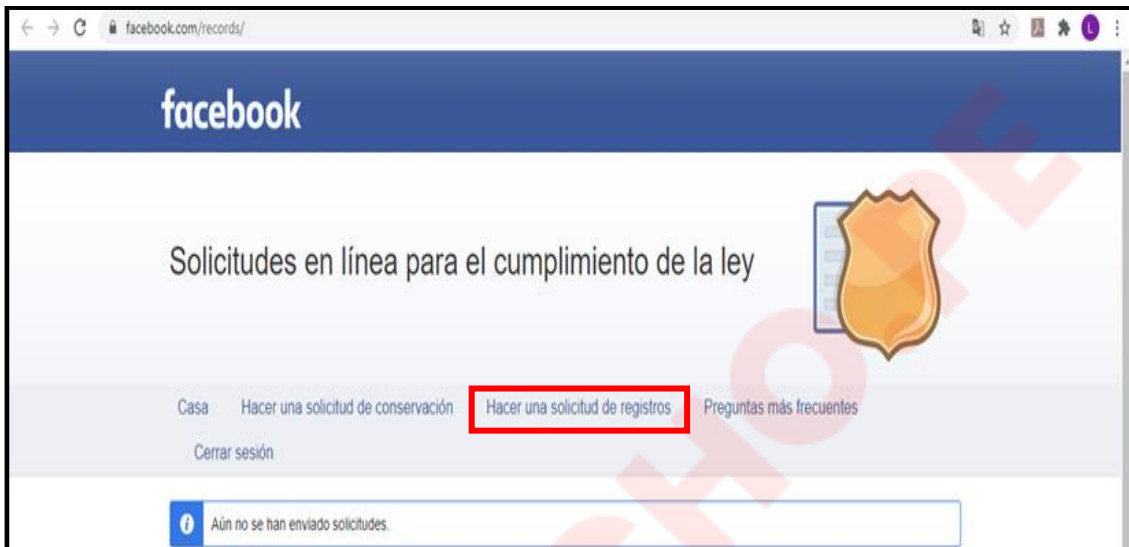 facebook.com/records/
L
facebook
Solicitudes en línea para el cumplimiento de la ley
Casa Hacer una solicitud de conservación Hacer una solicitud de registros Preguntas más frecuentes
Cerrar sesión
i Aún no se han enviado solicitudes.
HOPE